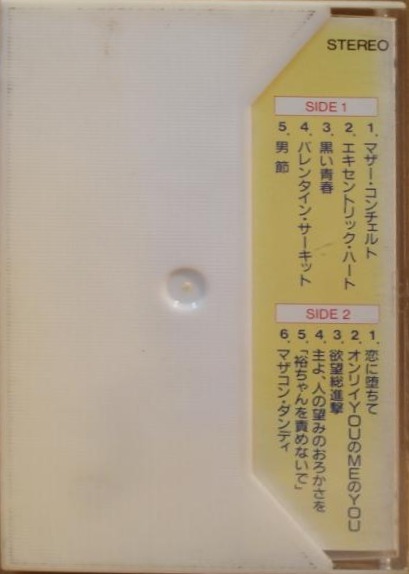 STEREO
SIDE 1
1. マザー・コンチェルト
2. エキセントリック・ハート
3. 黒い青春
4. バレンタイン・サーキット
5. 男節
SIDE 2
1. 恋に堕ちて
2. オンリイYOUのMEのYOU
3. 欲望総進撃
4. 主よ、人の望みのおろかさを
5. 「裕ちゃんを責めないで」
6. マザコン・ダンディ